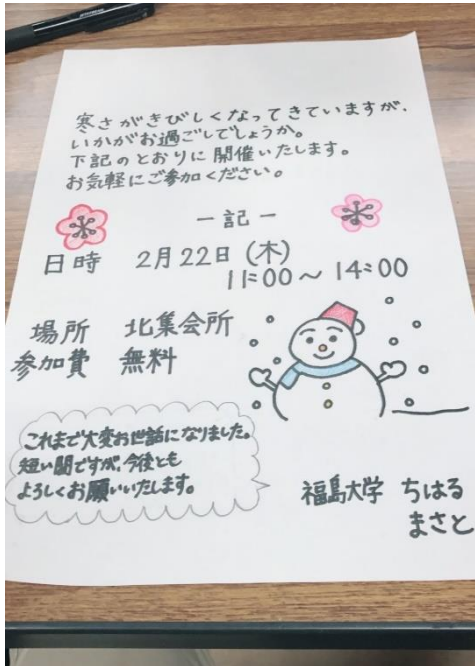 寒さがきびしくなってきていますが、
いかがお過ごしでしょうか。
下記のとおりに開催いたします。
お気軽にご参加ください。
－記－
日時 2月22日(木)
11:00～14:00
場所 北集会所
参加費 無料
これまで大変お世話になりました。
短い間ですが、今後とも
よろしくお願いいたします。
福島大学 ちはる
まさと